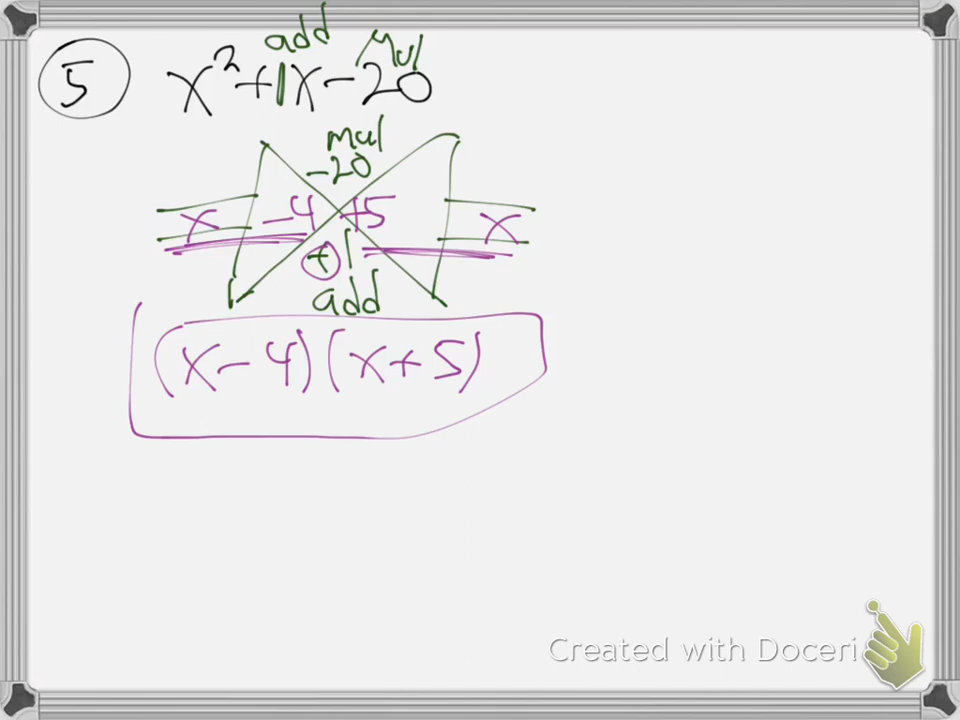 add Mul
5 x²+1x-20
mul
-20
x -4 +5 x
+1
add
(x-4)(x+5)
Created with Doceri